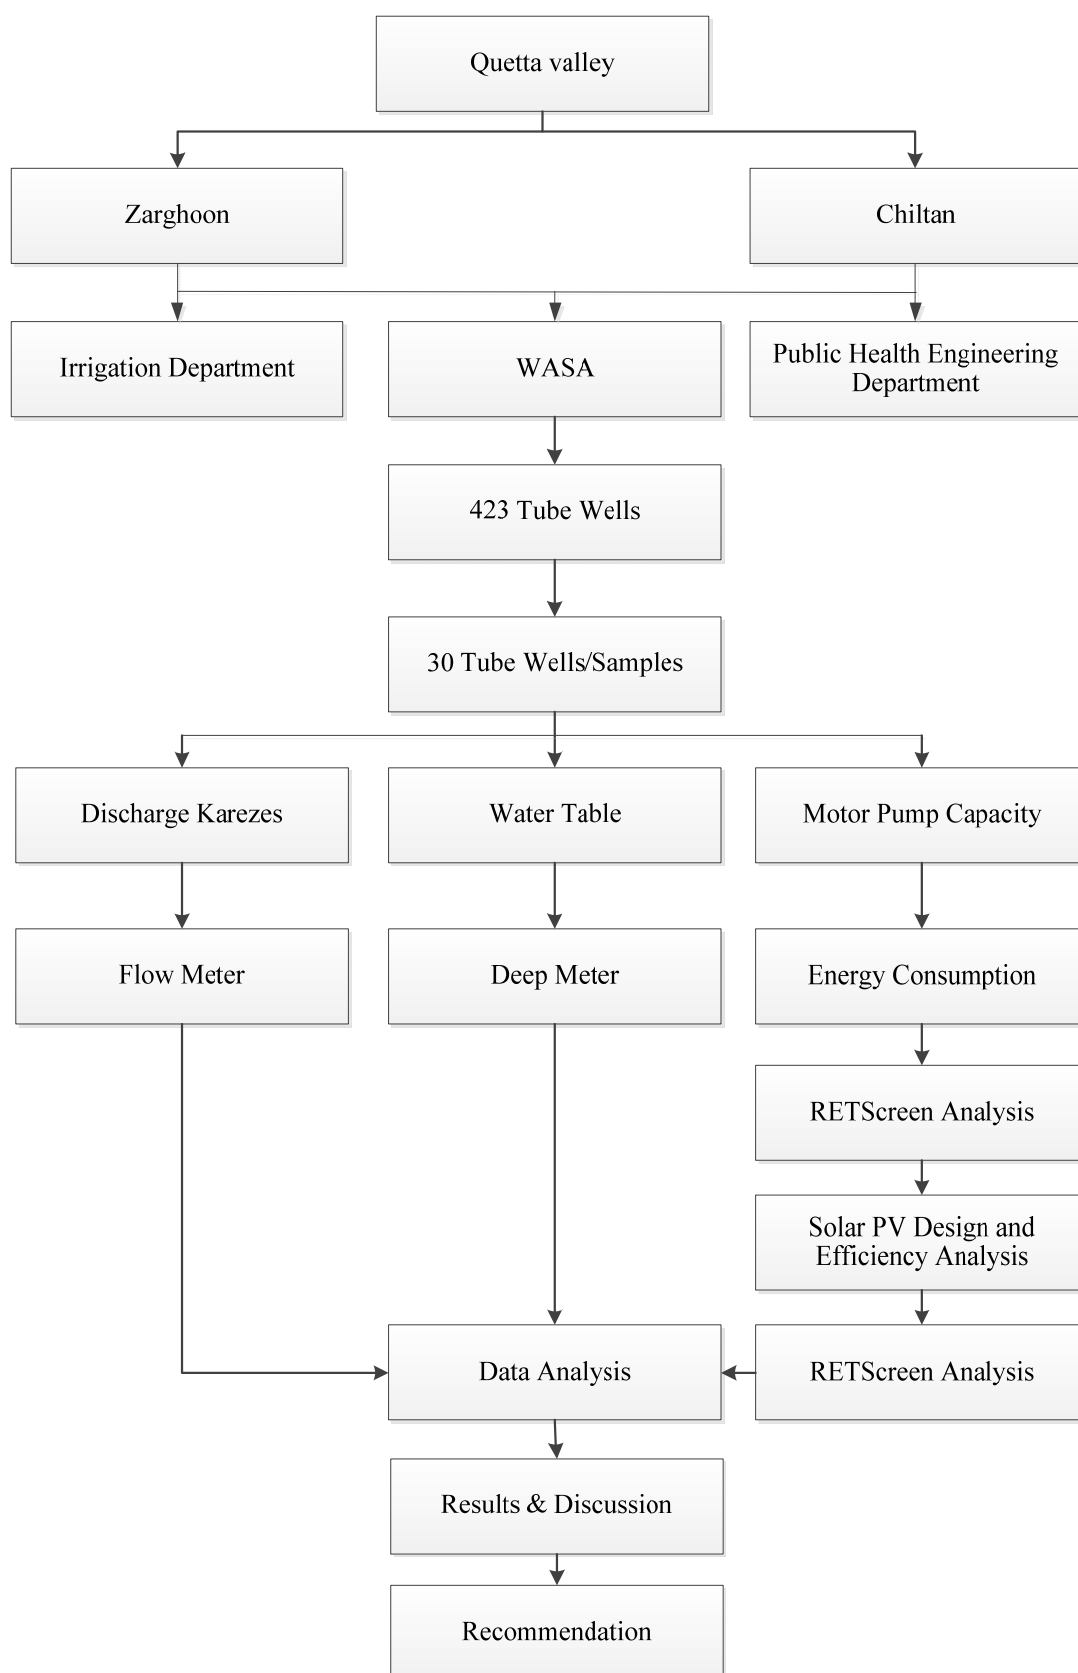 Quetta valley
Zarghoon
Chiltan
Irrigation Department
WASA
Public Health Engineering
Department
423 Tube Wells
30 Tube Wells/Samples
Discharge Karezes
Water Table
Motor Pump Capacity
Flow Meter
Deep Meter
Energy Consumption
RETScreen Analysis
Solar PV Design and
Efficiency Analysis
Data Analysis
RETScreen Analysis
Results & Discussion
Recommendation